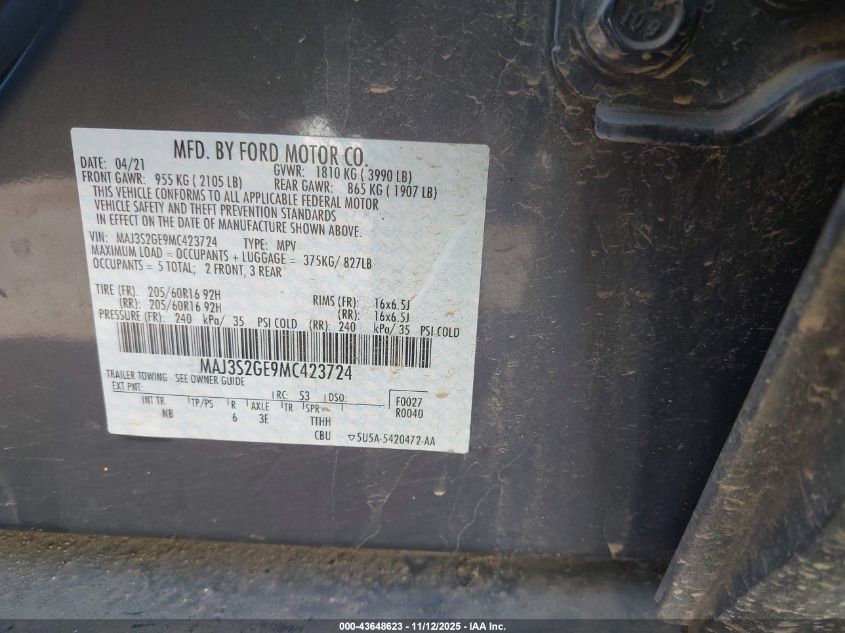 109
MFD. BY FORD MOTOR CO.
DATE: 04/21 GVWR: 1810 KG ( 3990 LB)
FRONT GAWR: 955 KG ( 2105 LB) REAR GAWR: 865 KG ( 1907 LB)
THIS VEHICLE CONFORMS TO ALL APPLICABLE FEDERAL MOTOR
VEHICLE SAFETY AND THEFT PREVENTION STANDARDS
IN EFFECT ON THE DATE OF MANUFACTURE SHOWN ABOVE.
VIN: MAJ3S2GE9MC423724 TYPE: MPV
MAXIMUM LOAD = OCCUPANTS + LUGGAGE = 375KG/ 827LB
OCCUPANTS = 5 TOTAL; 2 FRONT, 3 REAR
TIRE (FR). 205/60R16 92H RIMS (FR): 16x6.5J
(RR): 205/60R16 92H (RR): 16x6.5J
PRESSURE (FR): 240 kPa/ 35 PSI COLD (RR): 240 kPa/ 35 PSI COLD
MAJ3S2GE9MC423724
TRAILER TOWING - SEE OWNER GUIDE
EXT PNT: RC: 53 DSO: F0027
INT TR TP/PS R AXLE TR SPR R0040
NB 6 3E TTHH
CBU 5U5A-5420472-AA
000-43648623 - 11/12/2025 - IAA Inc.